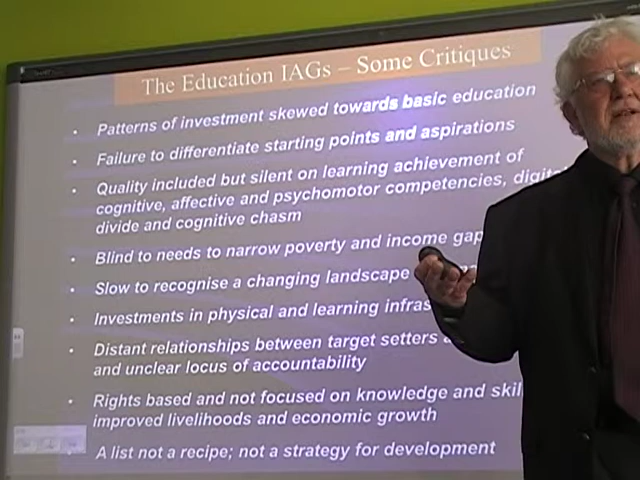 The Education IAGs – Some Critiques
• Patterns of investment skewed towards basic education
• Failure to differentiate starting points and aspirations
• Quality included but silent on learning achievement of
cognitive, affective and psychomotor competencies, digita
divide and cognitive chasm
• Blind to needs to narrow poverty and income gap
• Slow to recognise a changing landscape
• Investments in physical and learning infras
• Distant relationships between target setters
and unclear locus of accountability
• Rights based and not focused on knowledge and skil
improved livelihoods and economic growth
• A list not a recipe; not a strategy for development